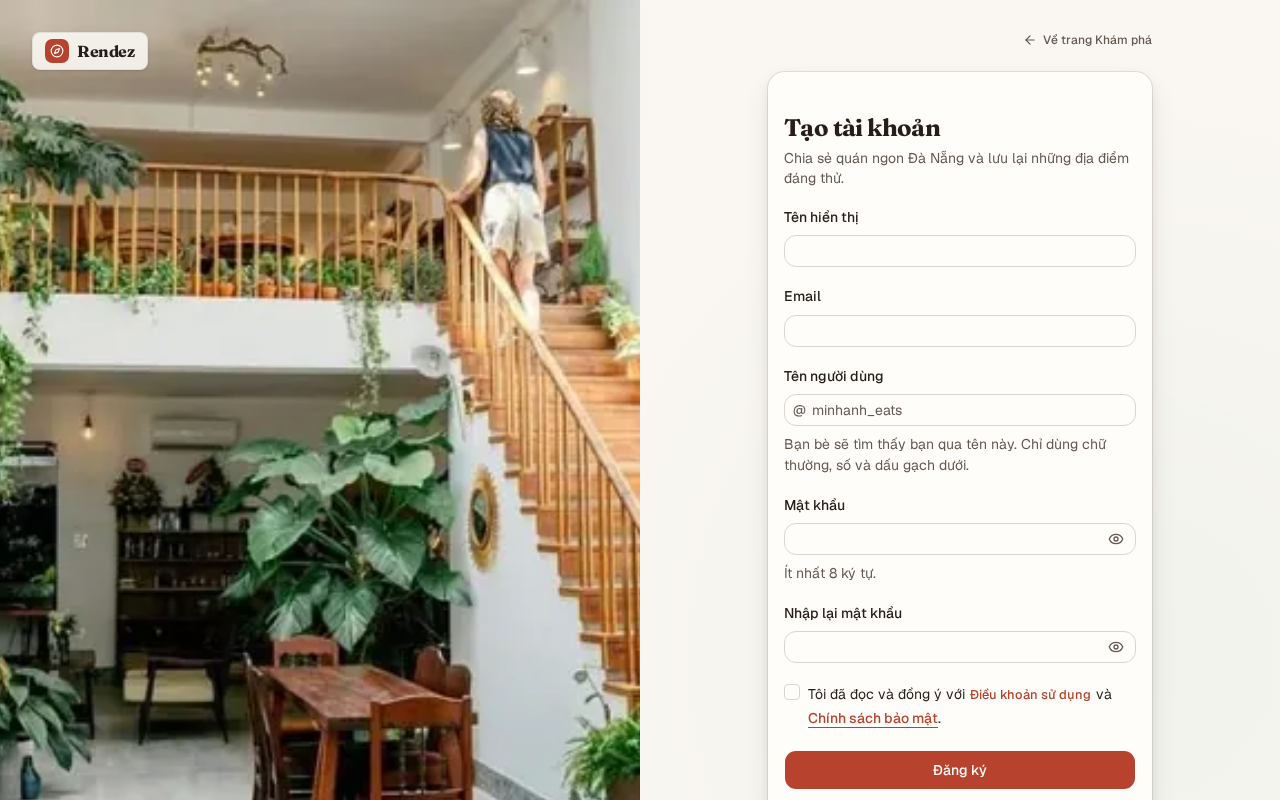 Rendez
Về trang Khám phá
Tạo tài khoản
Chia sẻ quán ngon Đà Nẵng và lưu lại những địa điểm
đáng thử.
Tên hiển thị
Email
Tên người dùng
@ minhanh_eats
Bạn bè sẽ tìm thấy bạn qua tên này. Chỉ dùng chữ
thường, số và dấu gạch dưới.
Mật khẩu
Ít nhất 8 ký tự.
Nhập lại mật khẩu
Tôi đã đọc và đồng ý với Điều khoản sử dụng và
Chính sách bảo mật.
Đăng ký